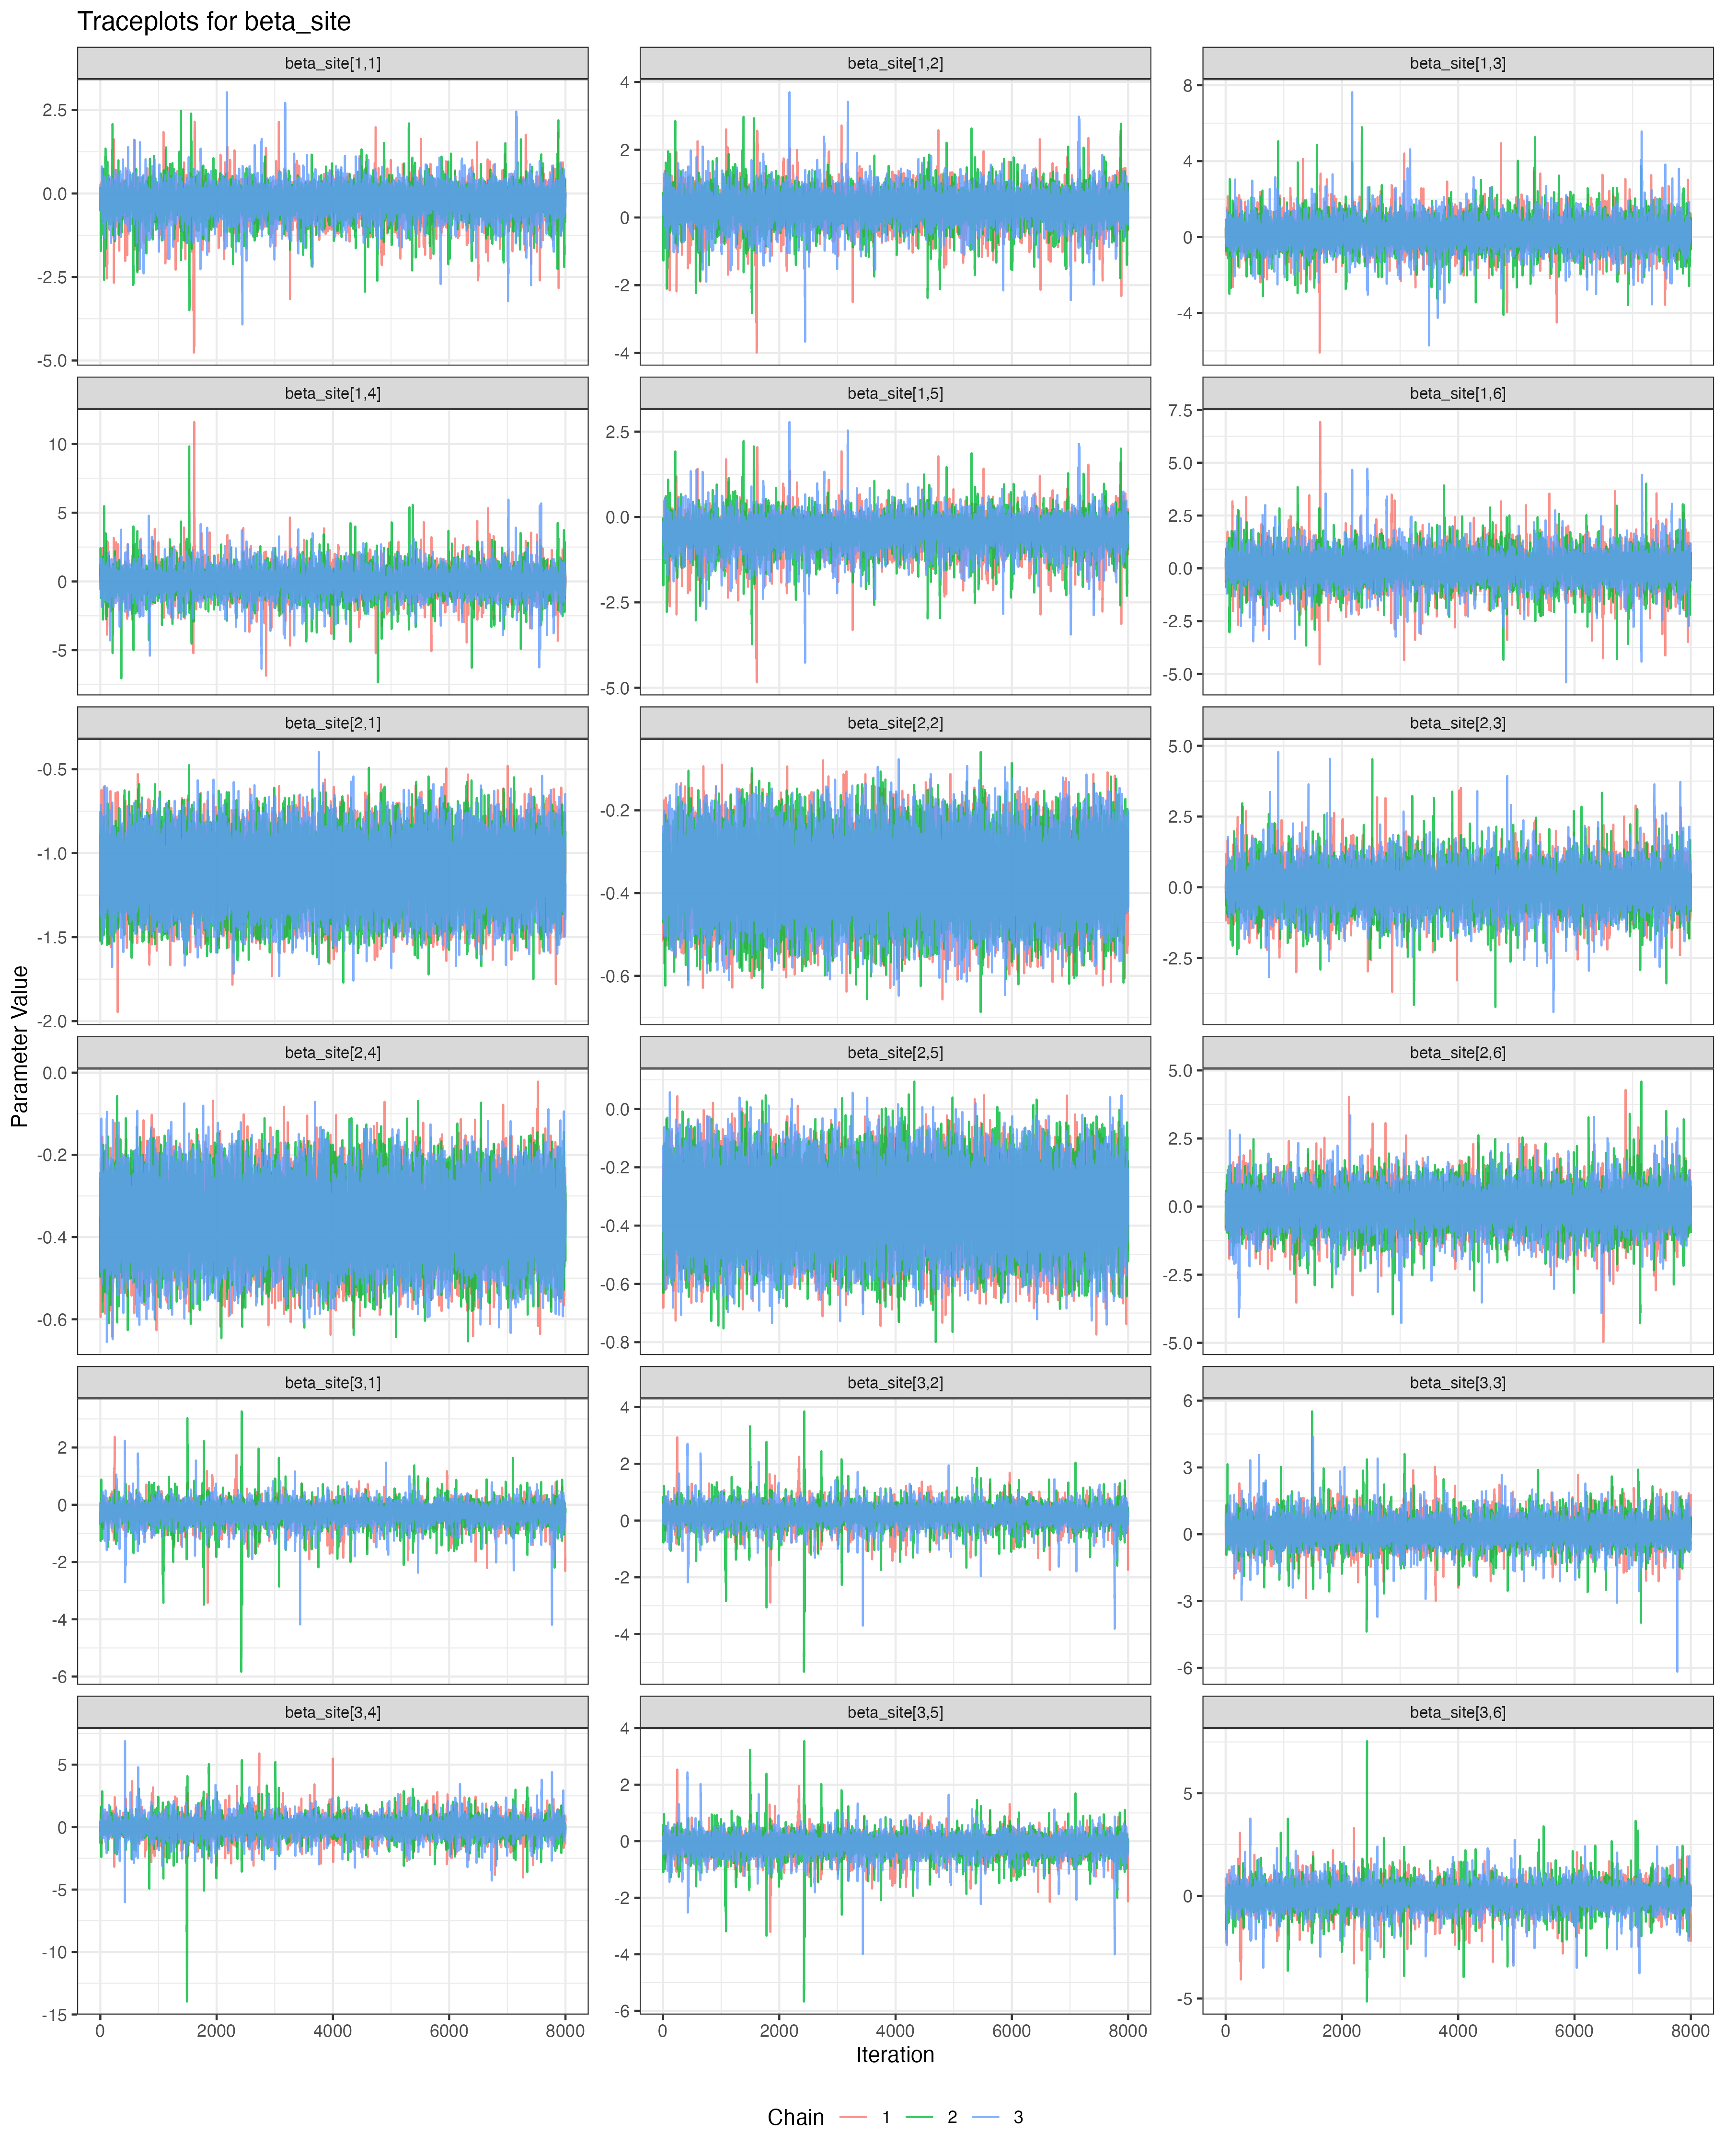 Traceplots for beta_site
beta_site[1,1] beta_site[1,2] beta_site[1,3]
2.5 0.0 -2.5 -5.0
4 2 0 -2 -4
8 4 0 -4
beta_site[1,4] beta_site[1,5] beta_site[1,6]
10 5 0 -5
2.5 0.0 -2.5 -5.0
7.5 5.0 2.5 0.0 -2.5 -5.0
beta_site[2,1] beta_site[2,2] beta_site[2,3]
-0.5 -1.0 -1.5 -2.0
-0.2 -0.4 -0.6
5.0 2.5 0.0 -2.5
Parameter Value
beta_site[2,4] beta_site[2,5] beta_site[2,6]
0.0 -0.2 -0.4 -0.6
0.0 -0.2 -0.4 -0.6 -0.8
5.0 2.5 0.0 -2.5 -5.0
beta_site[3,1] beta_site[3,2] beta_site[3,3]
2 0 -2 -4 -6
4 2 0 -2 -4
6 3 0 -3 -6
beta_site[3,4] beta_site[3,5] beta_site[3,6]
5 0 -5 -10 -15
4 2 0 -2 -4 -6
5 0 -5
0 2000 4000 6000 8000 0 2000 4000 6000 8000 0 2000 4000 6000 8000
Iteration
Chain 1 2 3